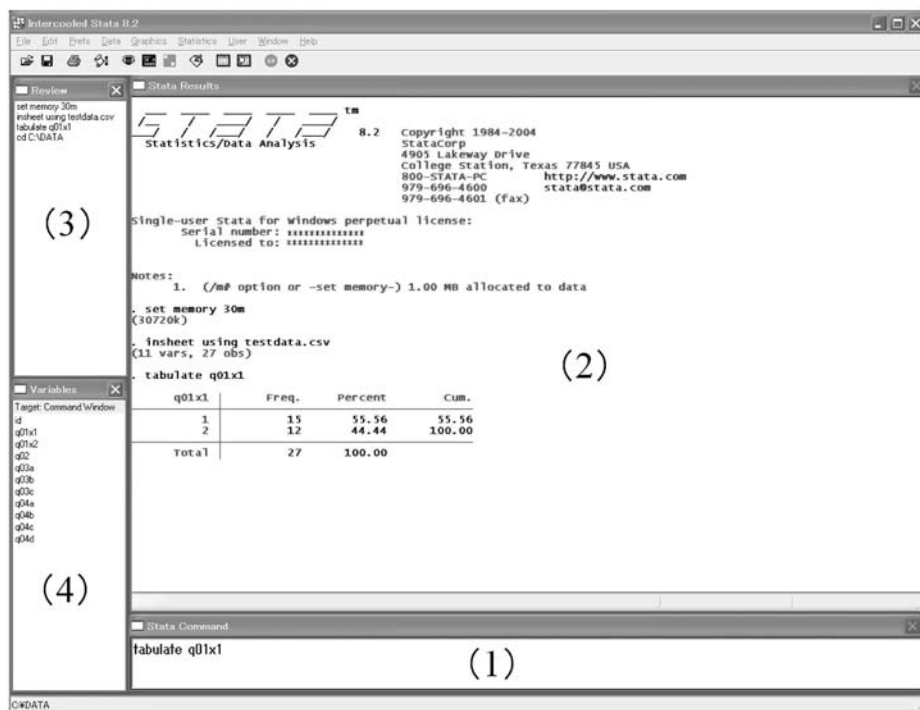 Intercooled Stata 8.2
File Edit Prefs Data Graphics Statistics User Window Help
Review
set memory 30m
insheet using testdata.csv
tabulate q01x1
cd C:\DATA
(3)
Variables
Target: Command Window
id
q01x1
q01x2
q02
q03a
q03b
q03c
q04a
q04b
q04c
q04d
(4)
Stata Results
STATA tm
8.2 Copyright 1984-2004
Statistics/Data Analysis StataCorp
4905 Lakeway Drive
College Station, Texas 77845 USA
800-STATA-PC http://www.stata.com
979-696-4600 stata@stata.com
979-696-4601 (fax)
Single-user Stata for Windows perpetual license:
Serial number: **************
Licensed to: **************
Notes:
1. (/m# option or -set memory-) 1.00 MB allocated to data
. set memory 30m
(30720k)
. insheet using testdata.csv
(11 vars, 27 obs)
. tabulate q01x1
q01x1 | Freq. Percent Cum.
1 | 15 55.56 55.56
2 | 12 44.44 100.00
Total | 27 100.00
(2)
Stata Command
tabulate q01x1
(1)
C:¥DATA